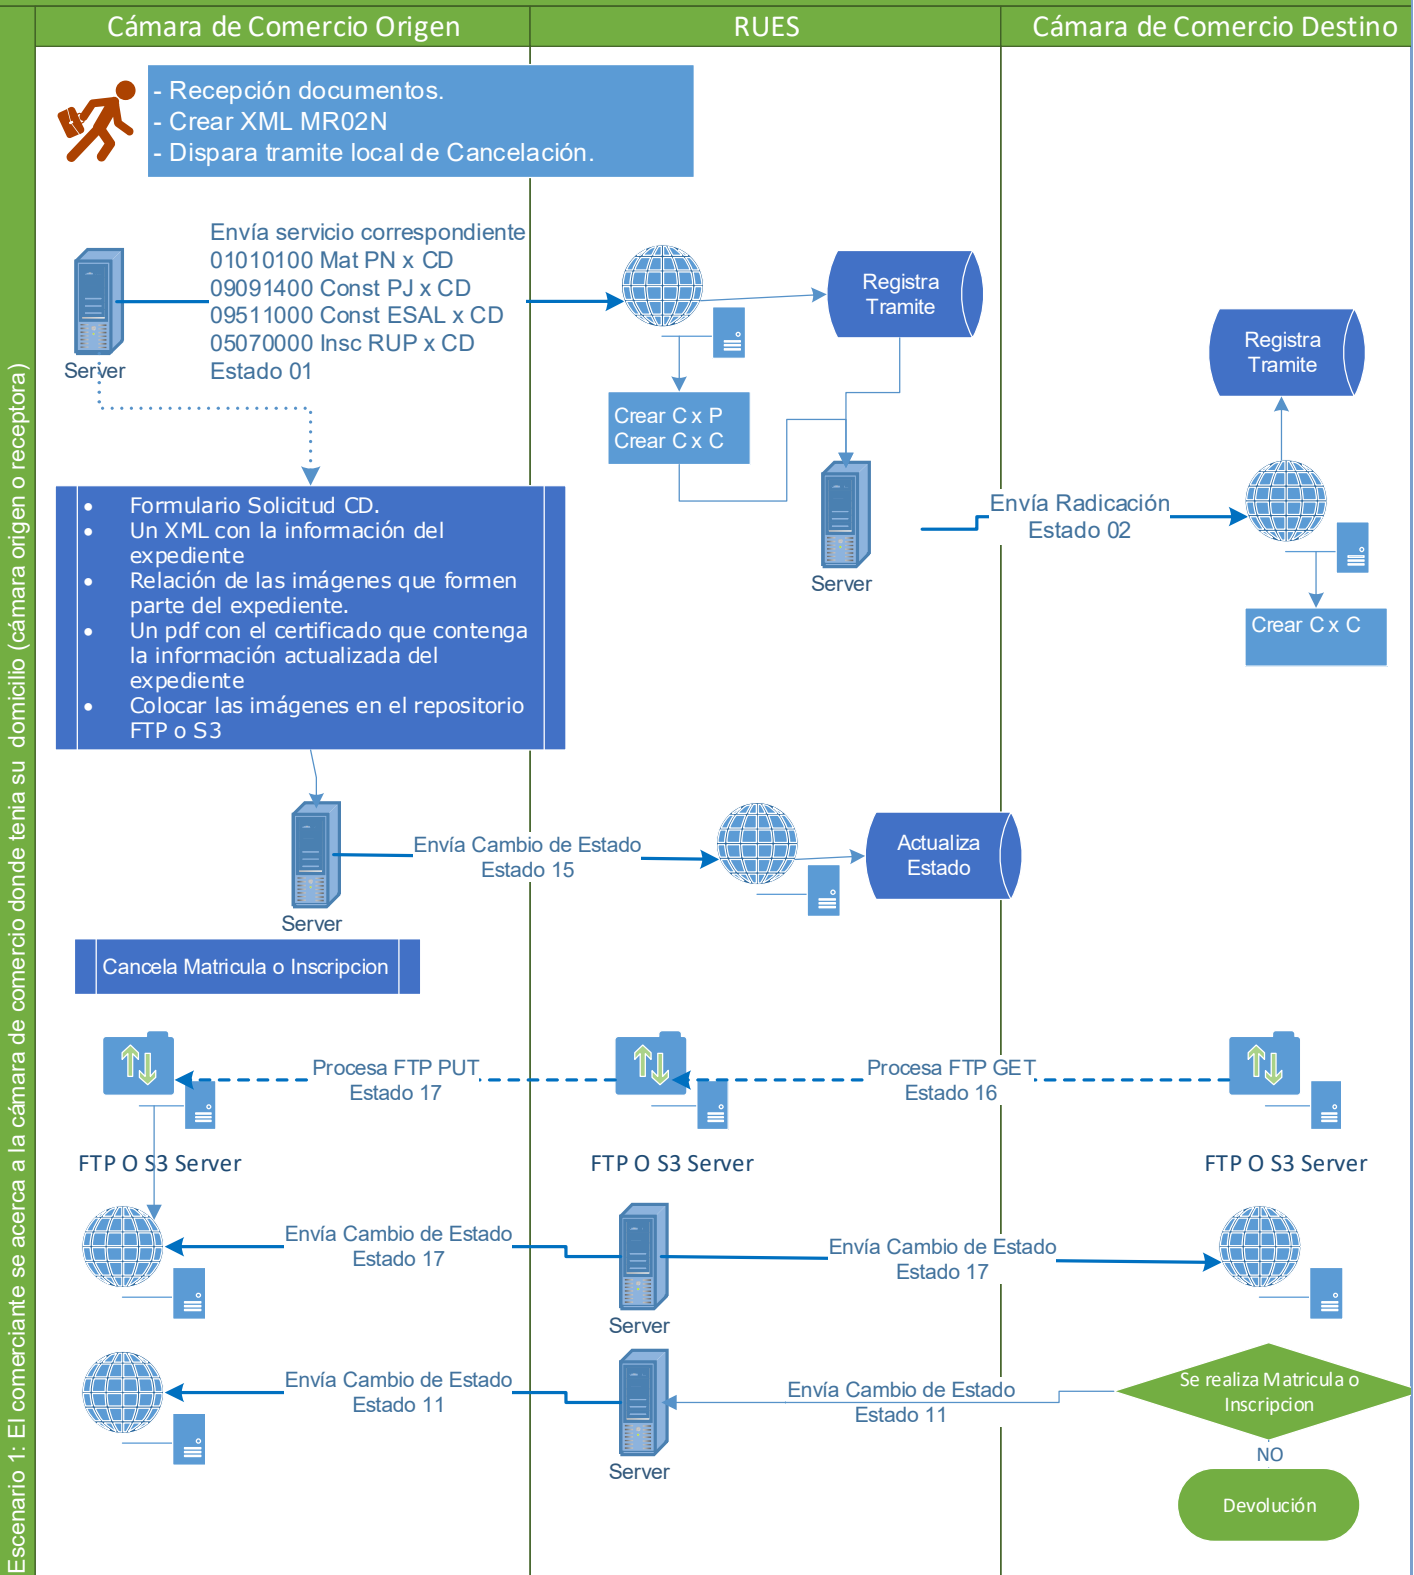 Cámara de Comercio Origen
RUES
Cámara de Comercio Destino
Escenario 1: El comerciante se acerca a la cámara de comercio donde tenia su domicilio (cámara origen o receptora)
- Recepción documentos.
- Crear XML MR02N
- Dispara tramite local de Cancelación.
Envía servicio correspondiente
01010100 Mat PN x CD
09091400 Const PJ x CD
09511000 Const ESAL x CD
05070000 Insc RUP x CD
Estado 01
Server
Registra
Tramite
Crear C x P
Crear C x C
Server
Envía Radicación
Estado 02
Registra
Tramite
Crear C x C
• Formulario Solicitud CD.
• Un XML con la información del
expediente
• Relación de las imágenes que formen
parte del expediente.
• Un pdf con el certificado que contenga
la información actualizada del
expediente
• Colocar las imágenes en el repositorio
FTP o S3
Server
Envía Cambio de Estado
Estado 15
Actualiza
Estado
Cancela Matricula o Inscripcion
Procesa FTP PUT
Estado 17
Procesa FTP GET
Estado 16
FTP O S3 Server
FTP O S3 Server
FTP O S3 Server
Envía Cambio de Estado
Estado 17
Server
Envía Cambio de Estado
Estado 17
Envía Cambio de Estado
Estado 11
Server
Envía Cambio de Estado
Estado 11
Se realiza Matricula o
Inscripcion
NO
Devolución